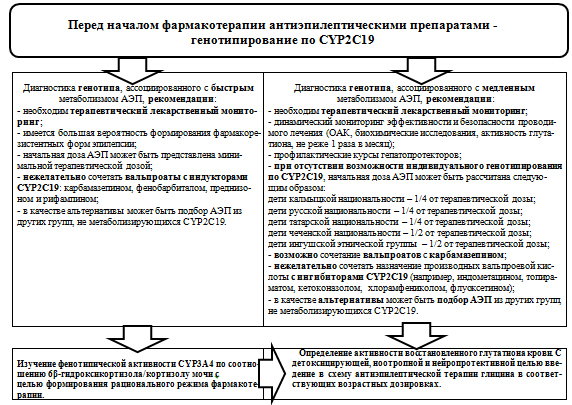 Перед началом фармакотерапии антиэпилептическими препаратами -
генотипирование по CYP2C19
Диагностика генотипа, ассоциированного с быстрым
метаболизмом АЭП, рекомендации:
- необходим терапевтический лекарственный монито-
ринг;
- имеется большая вероятность формирования фармакоре-
зистентных форм эпилепсии;
- начальная доза АЭП может быть представлена мини-
мальной терапевтической дозой;
- нежелательно сочетать вальпроаты с индукторами
CYP2C19: карбамазепином, фенобарбиталом, преднизо-
ном и рифампином;
- в качестве альтернативы может быть подбор АЭП из
других групп, не метаболизирующихся CYP2C19.
Диагностика генотипа, ассоциированного с медленным
метаболизмом АЭП, рекомендации:
- необходим терапевтический лекарственный мониторинг;
- динамический мониторинг эффективности и безопасности проводи-
мого лечения (ОАК, биохимические исследования, активность глута-
тиона, не реже 1 раза в месяц);
- профилактические курсы гепатопротекторов;
- при отсутствии возможности индивидуального генотипирования
по CYP2C19, начальная доза АЭП может быть рассчитана следую-
щим образом:
дети калмыцкой национальности – 1/4 от терапевтической дозы;
дети русской национальности – 1/4 от терапевтической дозы;
дети татарской национальности – 1/4 от терапевтической дозы;
дети чеченской национальности – 1/2 от терапевтической дозы;
дети ингушской этнической группы – 1/2 от терапевтической дозы;
- возможно сочетание вальпроатов с карбамазепином;
- нежелательно сочетать назначение производных вальпроевой кис-
лоты с ингибиторами CYP2C19 (например, индометацином, топира-
матом, кетоконазолом, хлорамфениколом, флуоксетином);
- в качестве альтернативы может быть подбор АЭП из других групп,
не метаболизирующихся CYP2C19.
Изучение фенотипической активности CYP3A4 по соотно-
шению 6β-гидроксикортизола/кортизолу мочи с
целью формирования рационального режима фармакоте-
рапии.
Определение активности восстановленного глутатиона крови. С
детоксицирующей, ноотропной и нейропротективной целью вве-
дение в схему антиэпилептической терапии глицина в соответ-
ствующих возрастных дозировках.